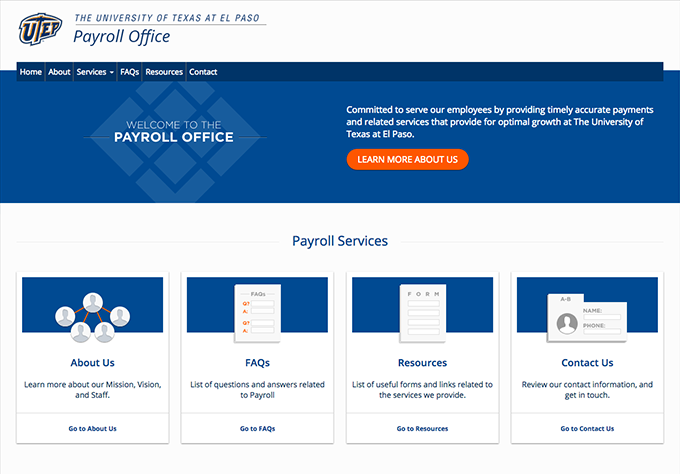 UTEP
THE UNIVERSITY OF TEXAS AT EL PASO
Payroll Office
Home About Services FAQs Resources Contact
WELCOME TO THE
PAYROLL OFFICE
Committed to serve our employees by providing timely accurate payments
and related services that provide for optimal growth at The University of
Texas at El Paso.
LEARN MORE ABOUT US
Payroll Services
FAQs
Q?
A:
Q?
A:
FORM
A-B
NAME:
PHONE:
About Us
FAQs
Resources
Contact Us
Learn more about our Mission, Vision,
and Staff.
List of questions and answers related
to Payroll
List of useful forms and links related to
the services we provide.
Review our contact information, and
get in touch.
Go to About Us
Go to FAQs
Go to Resources
Go to Contact Us